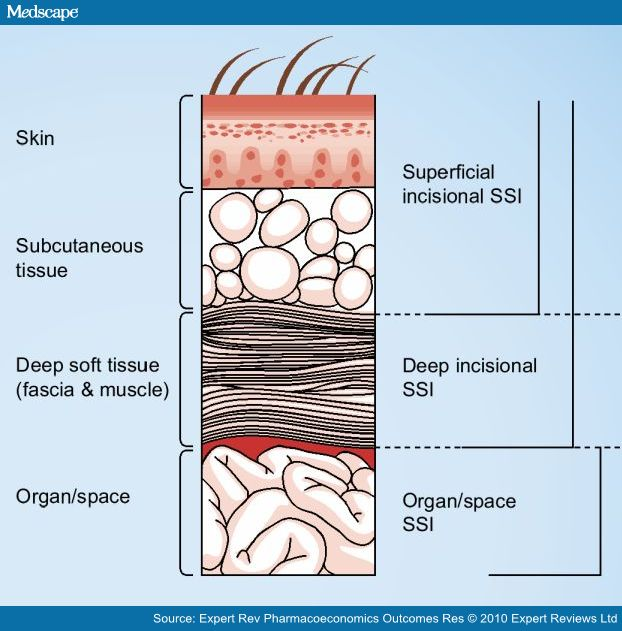 Medscape
Skin
Superficial
incisional SSI
Subcutaneous
tissue
Deep soft tissue
(fascia & muscle)
Deep incisional
SSI
Organ/space
Organ/space
SSI
Source: Expert Rev Pharmacoeconomics Outcomes Res © 2010 Expert Reviews Ltd